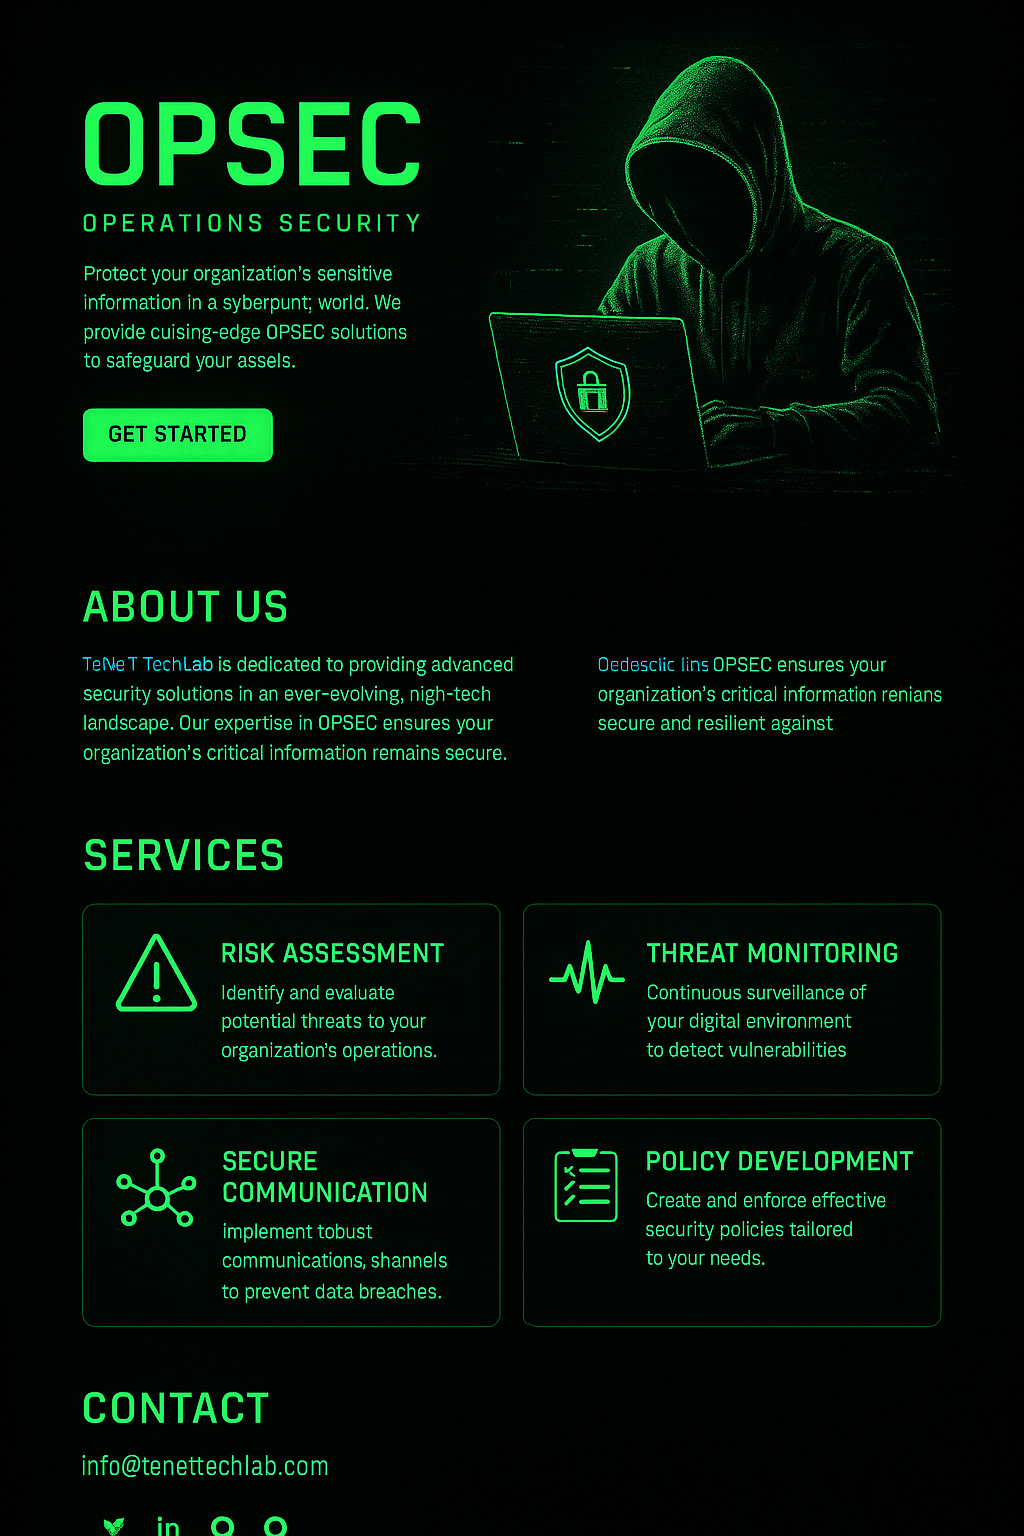 OPSEC
OPERATIONS SECURITY
Protect your organization's sensitive
information in a syberpunt; world. We
provide cuising-edge OPSEC solutions
to safeguard your assels.
GET STARTED
ABOUT US
TeNeT TechLab is dedicated to providing advanced
security solutions in an ever-evolving, nigh-tech
landscape. Our expertise in OPSEC ensures your
organization's critical information remains secure.
Oedesclic lins OPSEC ensures your
organization's critical information renians
secure and resilient against
SERVICES
RISK ASSESSMENT
Identify and evaluate
potential threats to your
organization's operations.
THREAT MONITORING
Continuous surveillance of
your digital environment
to detect vulnerabilities
SECURE
COMMUNICATION
implement tobust
communications, shannels
to prevent data breaches.
POLICY DEVELOPMENT
Create and enforce effective
security policies tailored
to your needs.
CONTACT
info@tenettechlab.com
in